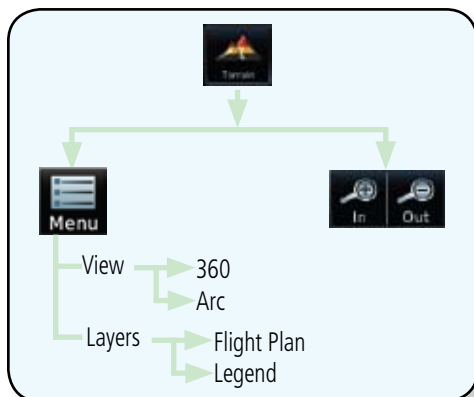 Terrain
Menu
In Out
View 360
Arc
Layers Flight Plan
Legend